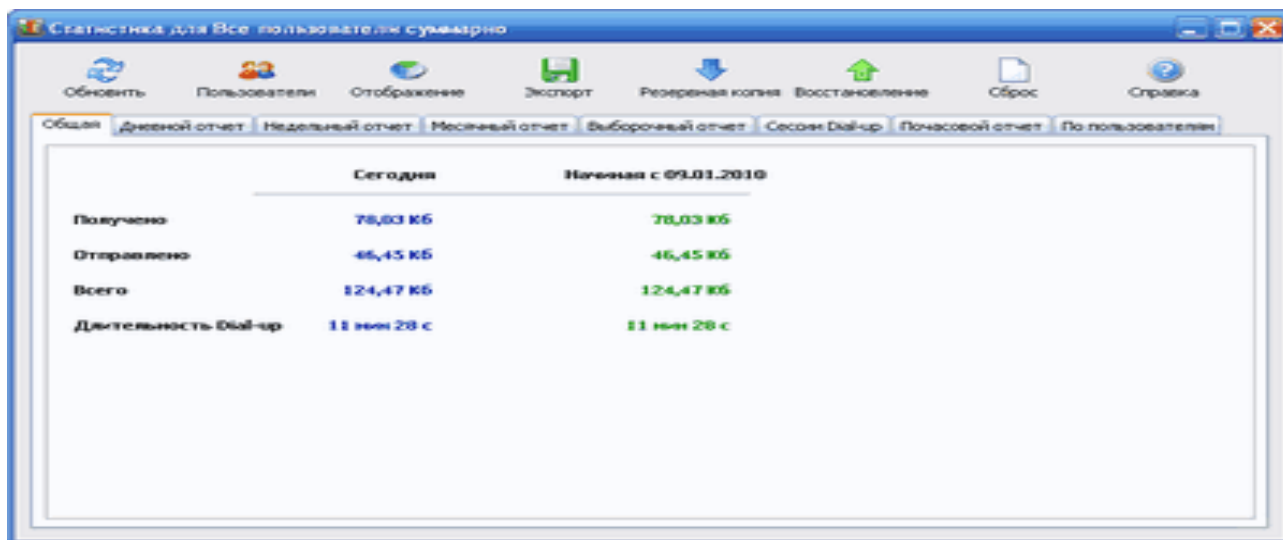 Статистика для Все пользователи суммарно
Обновить Пользователи Отображение Экспорт Резервная копия Восстановление Сброс Справка
Общая Дневной отчет Недельный отчет Месячный отчет Выборочный отчет Сессии Dial-up Почасовой отчет По пользователям
Сегодня Начиная с 09.01.2010
Получено 78,03 Кб 78,03 Кб
Отправлено 46,45 Кб 46,45 Кб
Всего 124,47 Кб 124,47 Кб
Длительность Dial-up 11 мин 28 с 11 мин 28 с